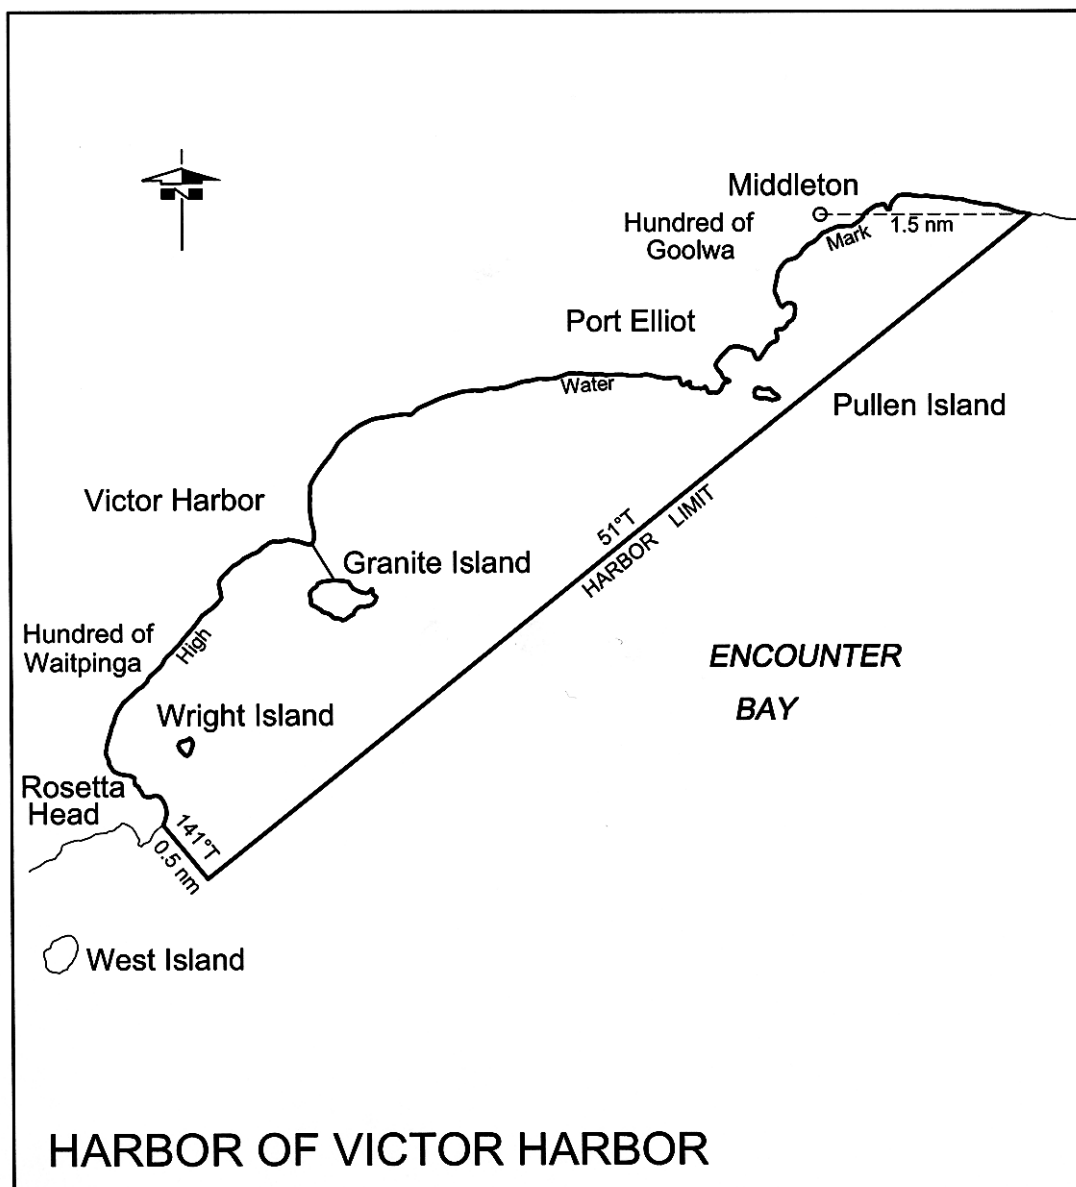 N
Middleton
Hundred of
Goolwa
Mark
1.5 nm
Port Elliot
Water
Pullen Island
Victor Harbor
51°T
HARBOR LIMIT
Granite Island
Hundred of
Waitpinga
High
ENCOUNTER
BAY
Wright Island
Rosetta
Head
141°T
0.5 nm
West Island
HARBOR OF VICTOR HARBOR